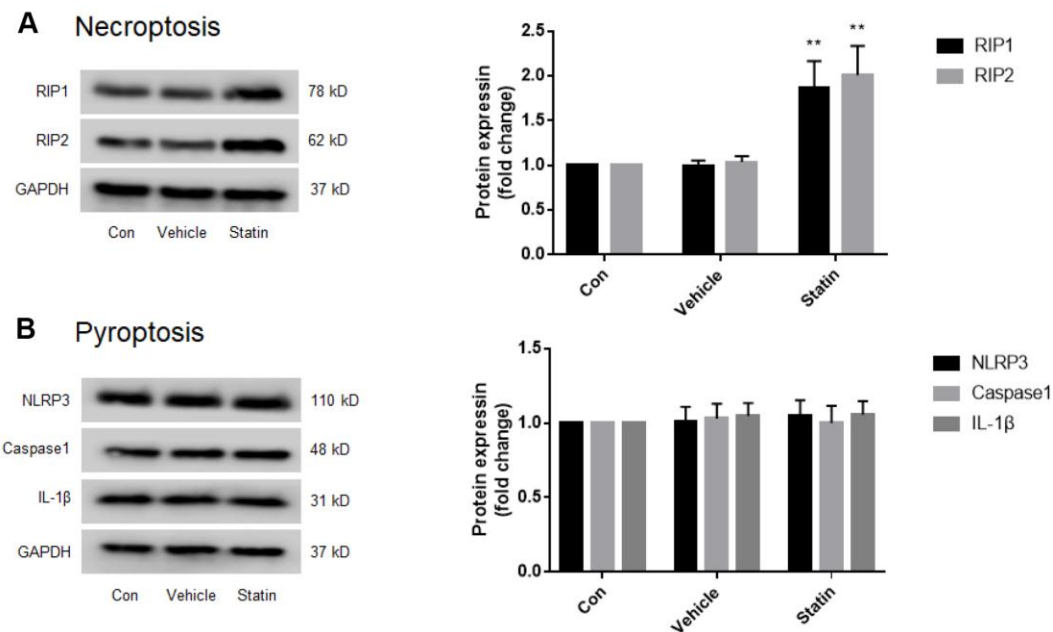 A Necroptosis
RIP1 78 kD
RIP2 62 kD
GAPDH 37 kD
Con Vehicle Statin
Protein expressin
(fold change)
2.5
2.0
1.5
1.0
0.5
0.0
Con Vehicle Statin
** **
RIP1
RIP2
B Pyroptosis
NLRP3 110 kD
Caspase1 48 kD
IL-1β 31 kD
GAPDH 37 kD
Con Vehicle Statin
Protein expressin
(fold change)
1.5
1.0
0.5
0.0
Con Vehicle Statin
NLRP3
Caspase1
IL-1β